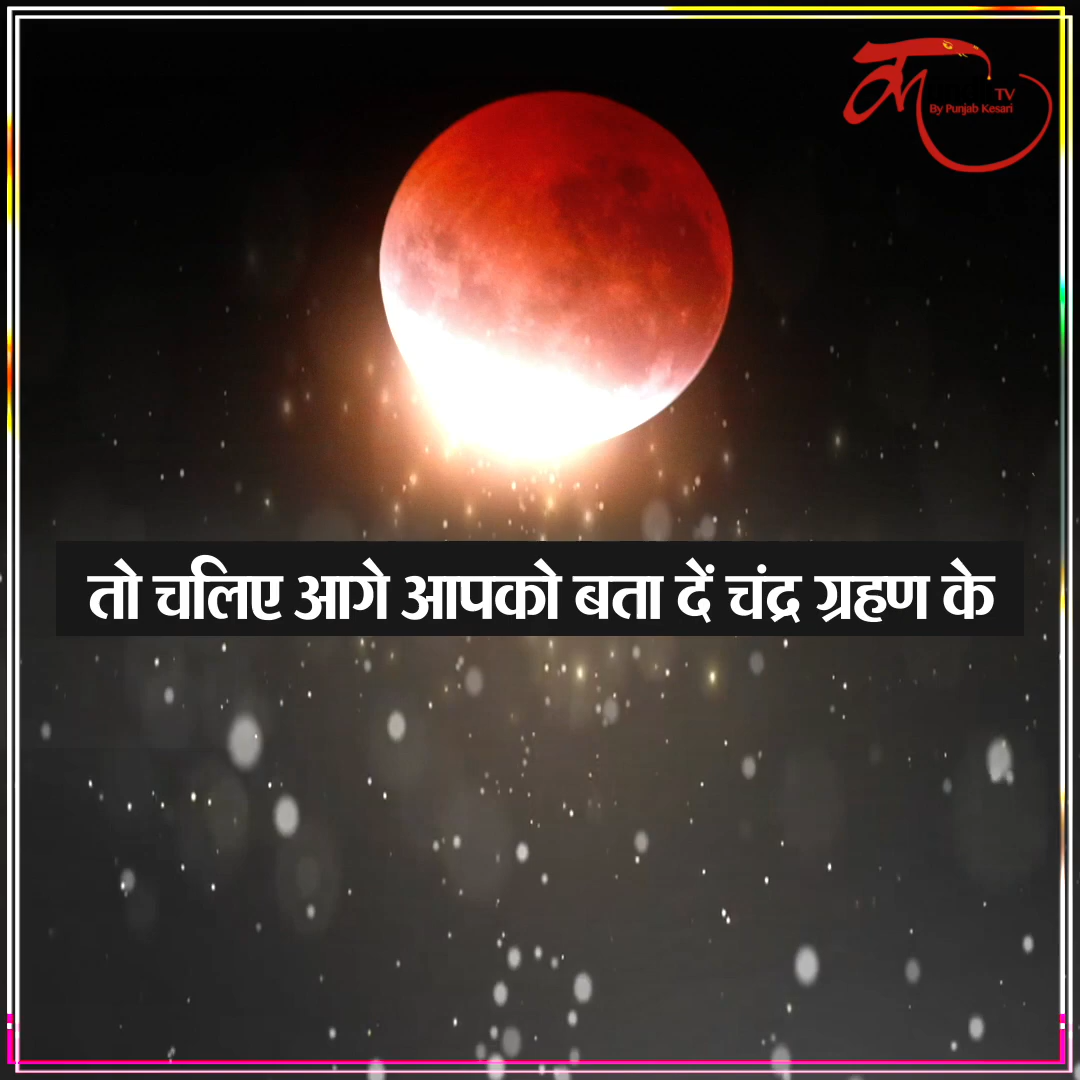 TV
By Punjab Kesari
तो चलिए आगे आपको बता दें चंद्र ग्रहण के